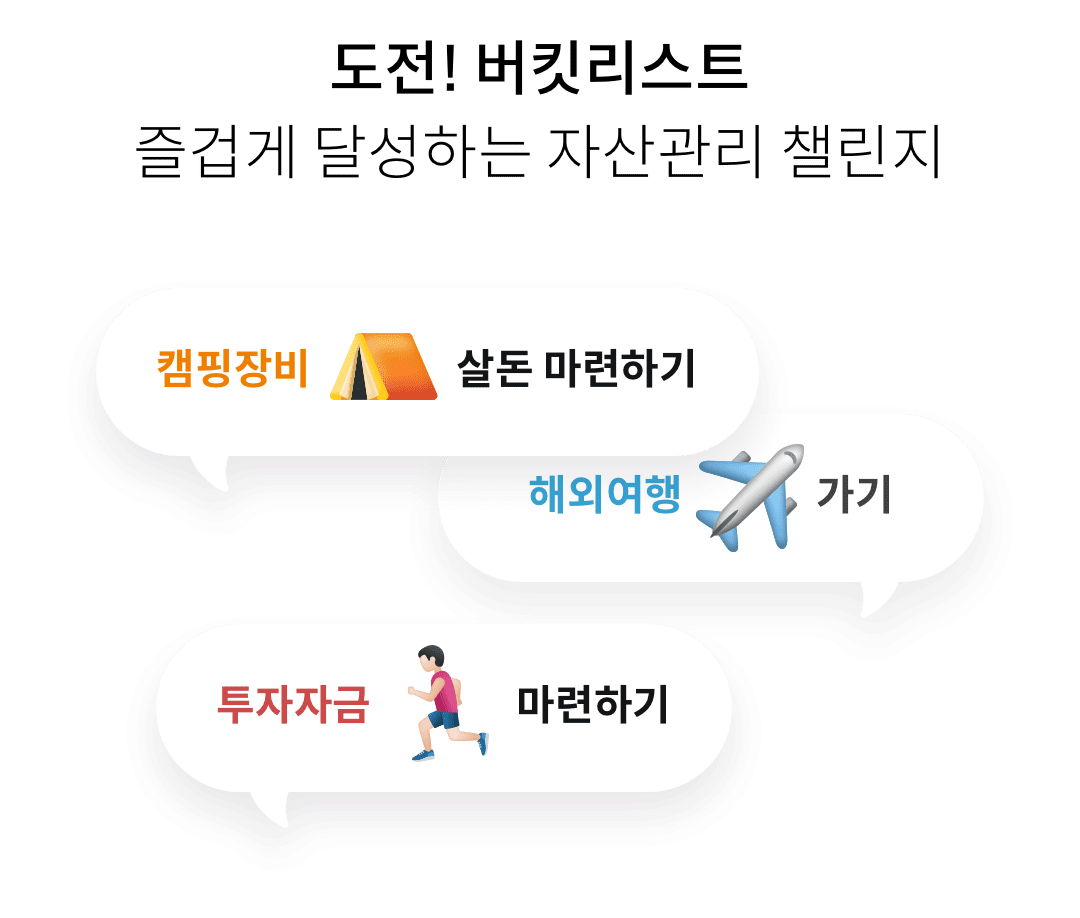 도전! 버킷리스트
즐겁게 달성하는 자산관리 챌린지
캠핑장비 살돈 마련하기
해외여행 가기
투자자금 마련하기